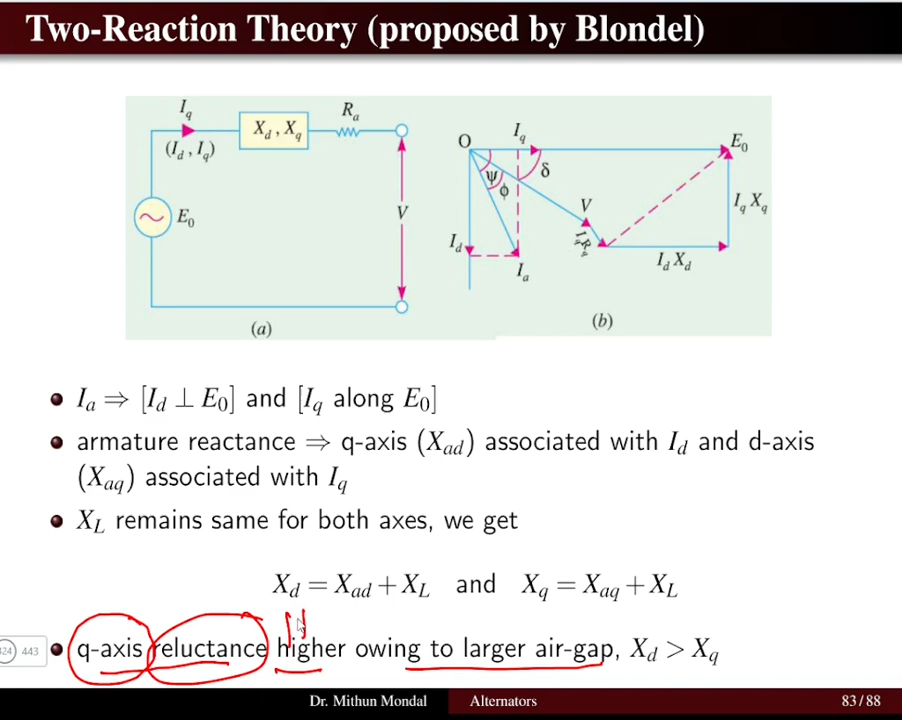 Two-Reaction Theory (proposed by Blondel)
I_q
(I_d , I_q)
X_d , X_q
R_a
E_0
V
(a)
O
I_q
E_0
ψ
ϕ
δ
V
I_a R_a
I_q X_q
I_d
I_d X_d
I_a
(b)
I_a ⇒ [I_d ⊥ E_0] and [I_q along E_0]
armature reactance ⇒ q-axis (X_ad) associated with I_d and d-axis
(X_aq) associated with I_q
X_L remains same for both axes, we get
X_d = X_ad + X_L and X_q = X_aq + X_L
q-axis reluctance higher owing to larger air-gap, X_d > X_q
424 443
Dr. Mithun Mondal Alternators 83 / 88